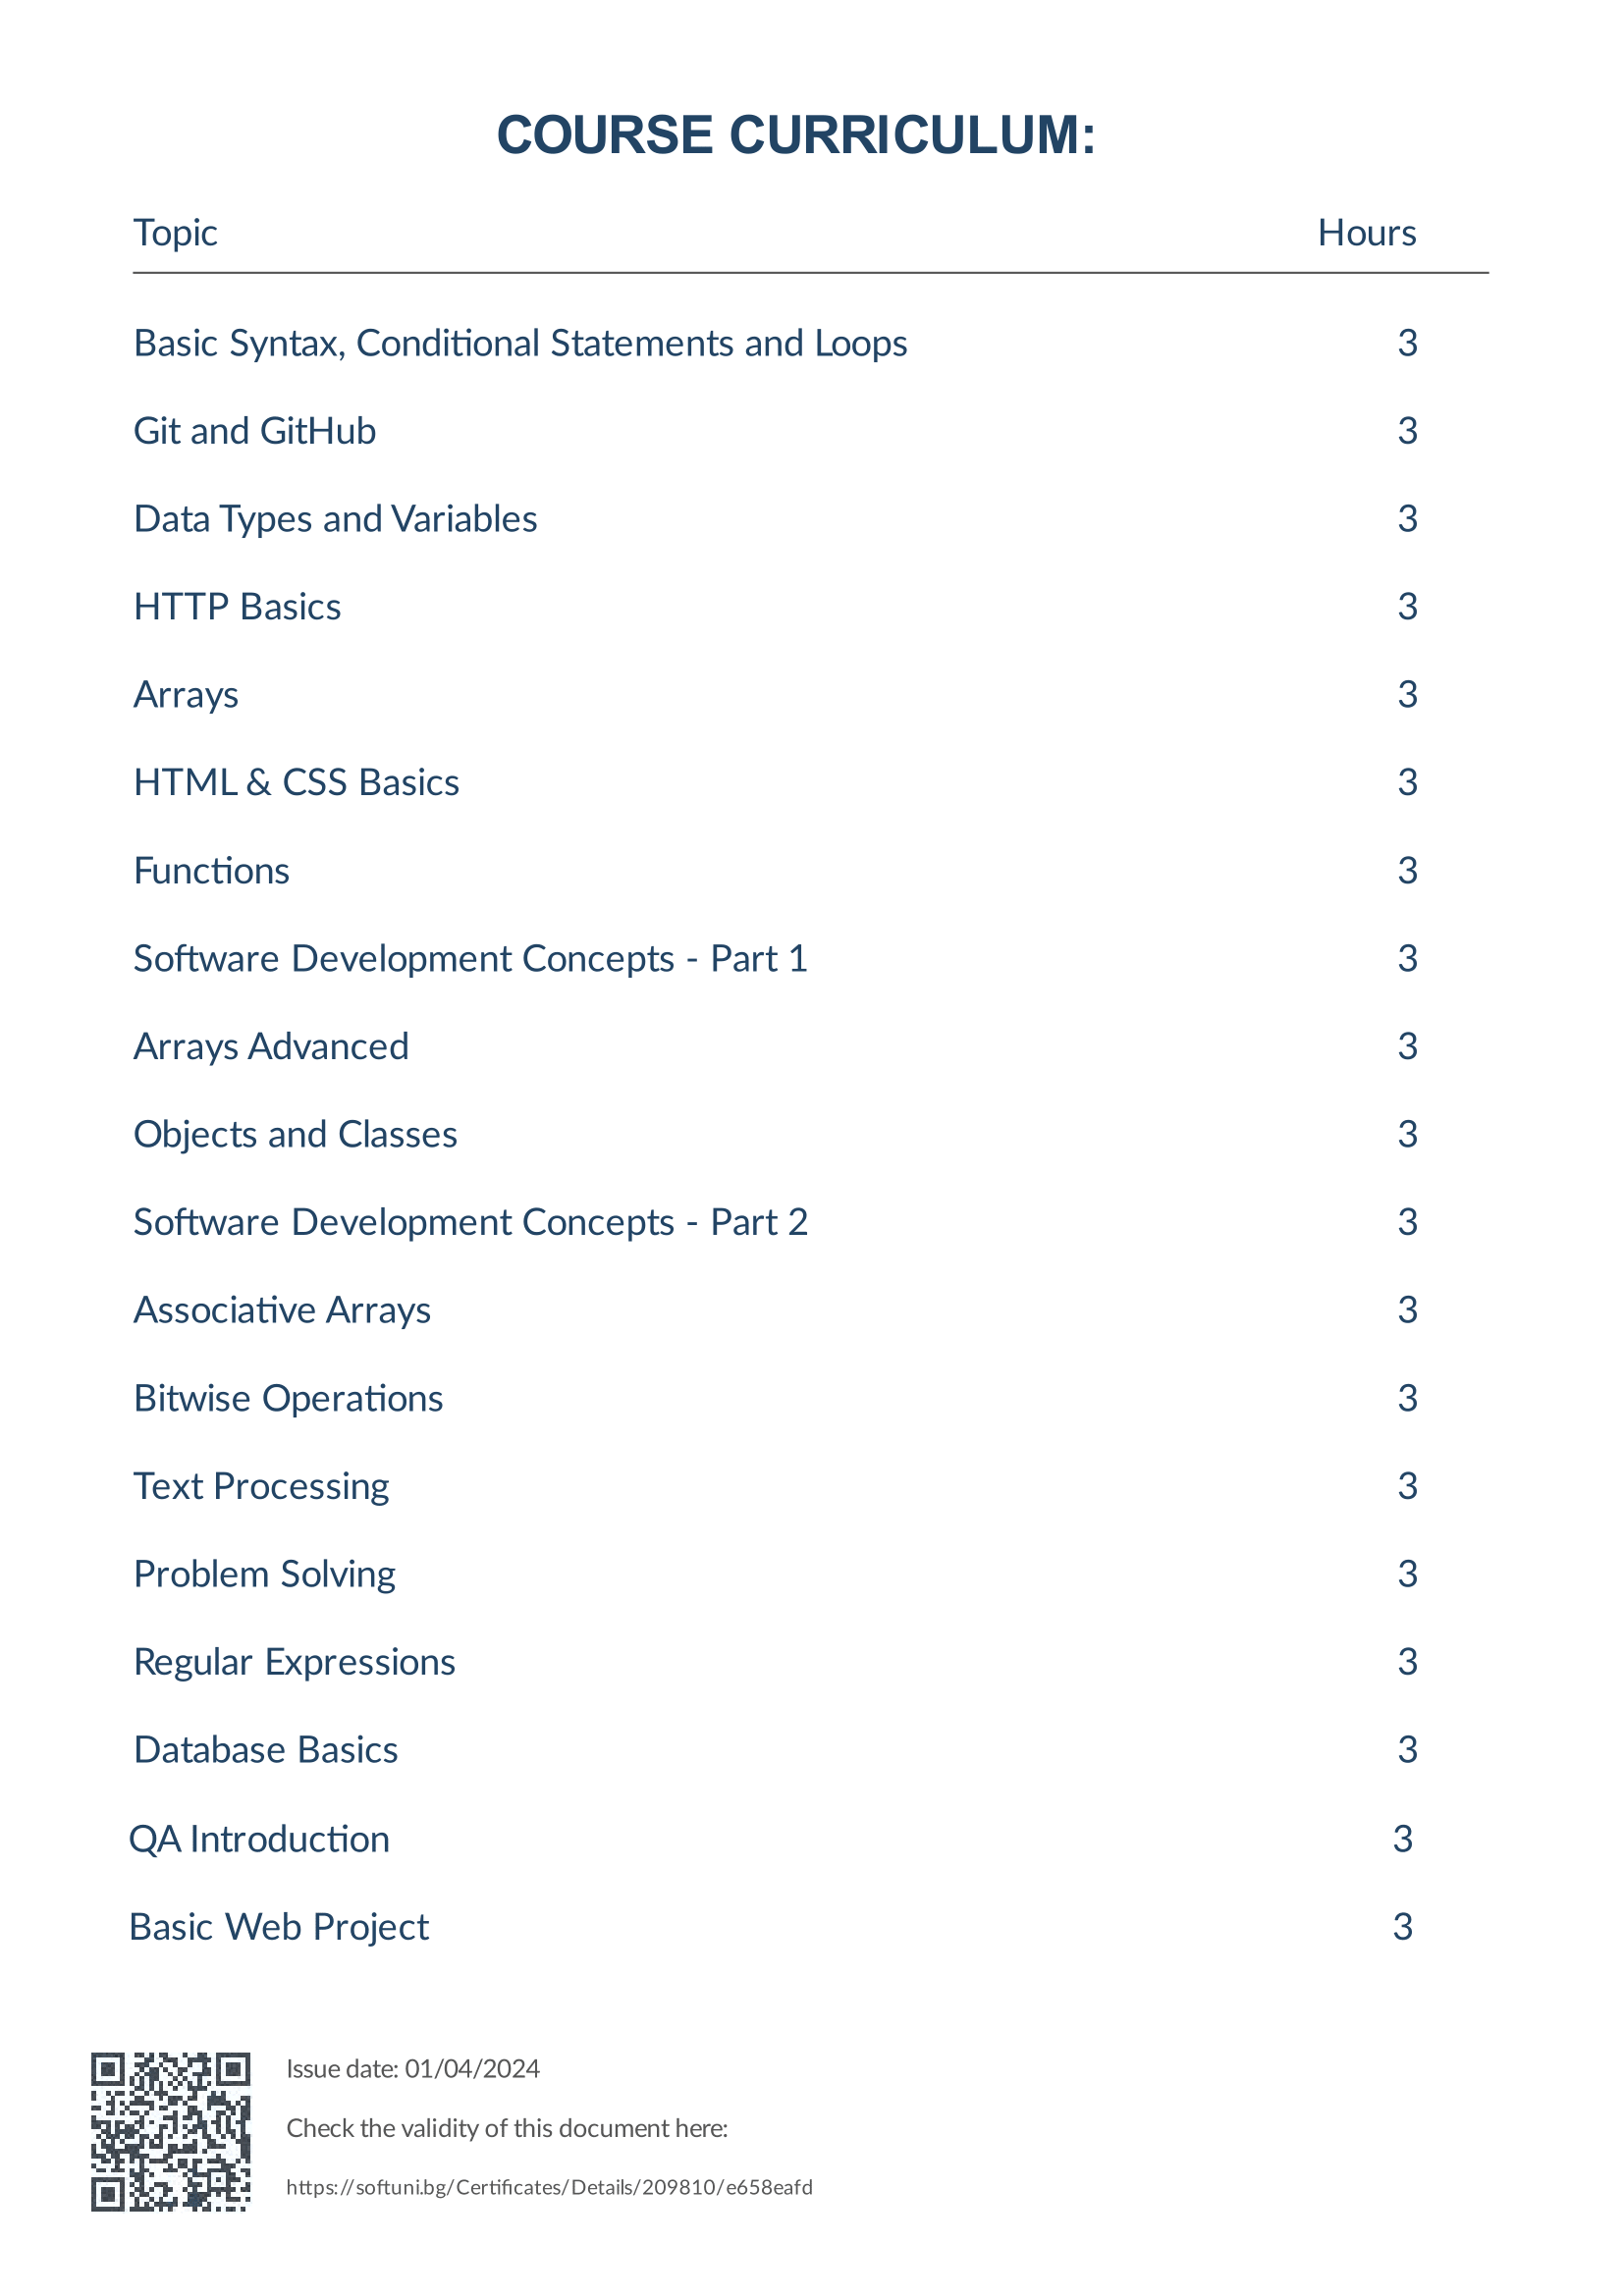 COURSE CURRICULUM:
Topic Hours
Basic Syntax, Conditional Statements and Loops 3
Git and GitHub 3
Data Types and Variables 3
HTTP Basics 3
Arrays 3
HTML & CSS Basics 3
Functions 3
Software Development Concepts - Part 1 3
Arrays Advanced 3
Objects and Classes 3
Software Development Concepts - Part 2 3
Associative Arrays 3
Bitwise Operations 3
Text Processing 3
Problem Solving 3
Regular Expressions 3
Database Basics 3
QA Introduction 3
Basic Web Project 3
Issue date: 01/04/2024
Check the validity of this document here:
https://softuni.bg/Certificates/Details/209810/e658eafd